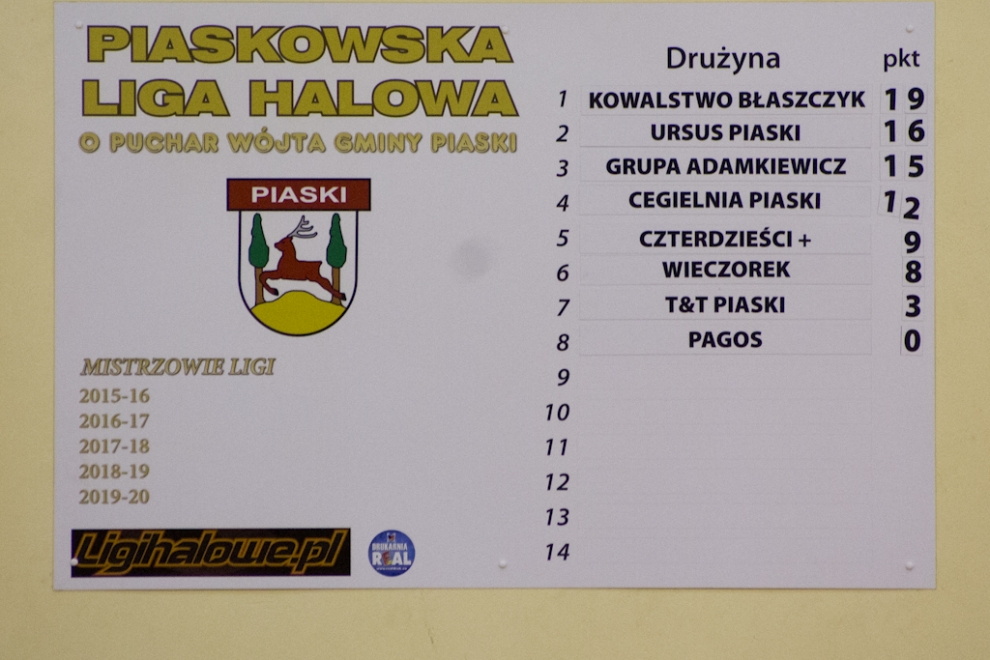 PIASKOWSKA
LIGA HALOWA
O PUCHAR WÓJTA GMINY PIASKI
PIASKI
MISTRZOWIE LIGI
2015-16
2016-17
2017-18
2018-19
2019-20
Ligihalowe.pl
DRUKARNIA
REAL
Drużyna pkt
1 KOWALSTWO BŁASZCZYK 19
2 URSUS PIASKI 16
3 GRUPA ADAMKIEWICZ 15
4 CEGIELNIA PIASKI 12
5 CZTERDZIEŚCI + 9
6 WIECZOREK 8
7 T&T PIASKI 3
8 PAGOS 0
9
10
11
12
13
14